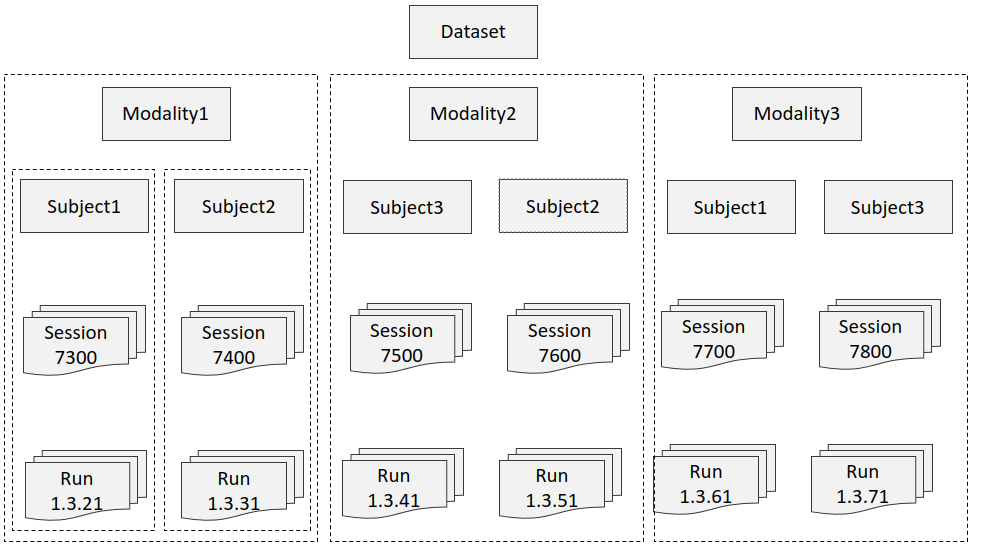 Dataset
Modality1
Modality2
Modality3
Subject1
Subject2
Subject3
Subject2
Subject1
Subject3
Session
7300
Session
7400
Session
7500
Session
7600
Session
7700
Session
7800
Run
1.3.21
Run
1.3.31
Run
1.3.41
Run
1.3.51
Run
1.3.61
Run
1.3.71